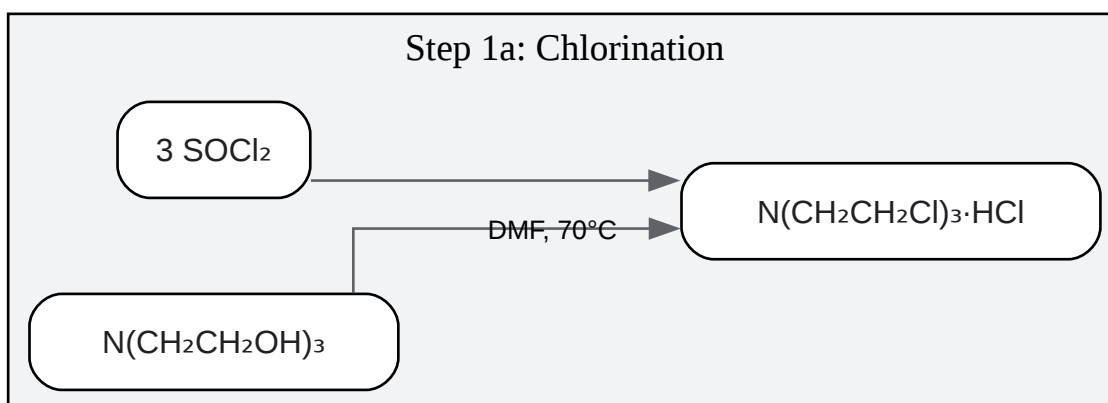 Step 1a: Chlorination
3 SOCl₂
N(CH₂CH₂Cl)₃·HCl
DMF, 70°C
N(CH₂CH₂OH)₃